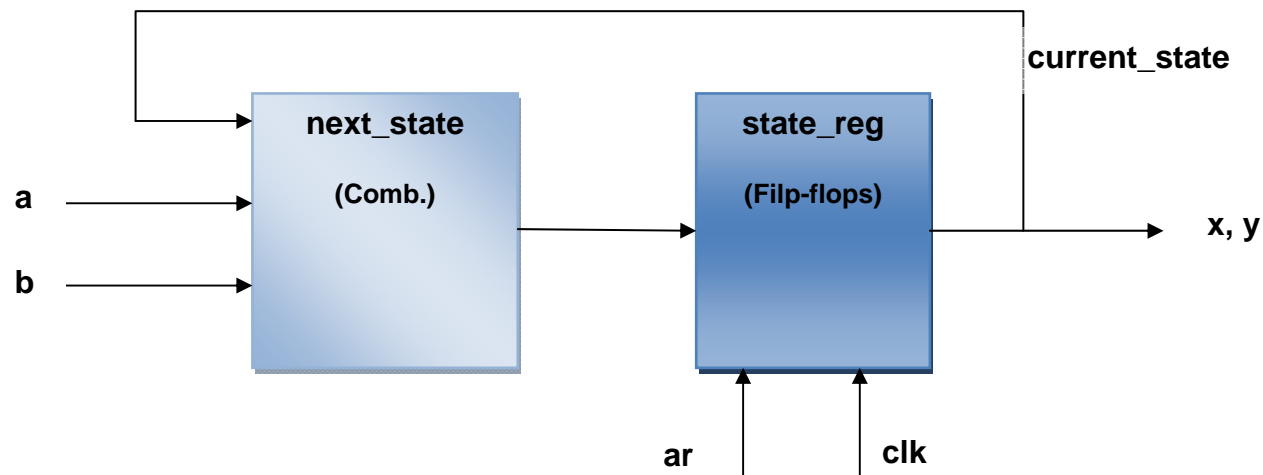 current_state
next_state
(Comb.)
state_reg
(Filp-flops)
a
b
x, y
ar
clk